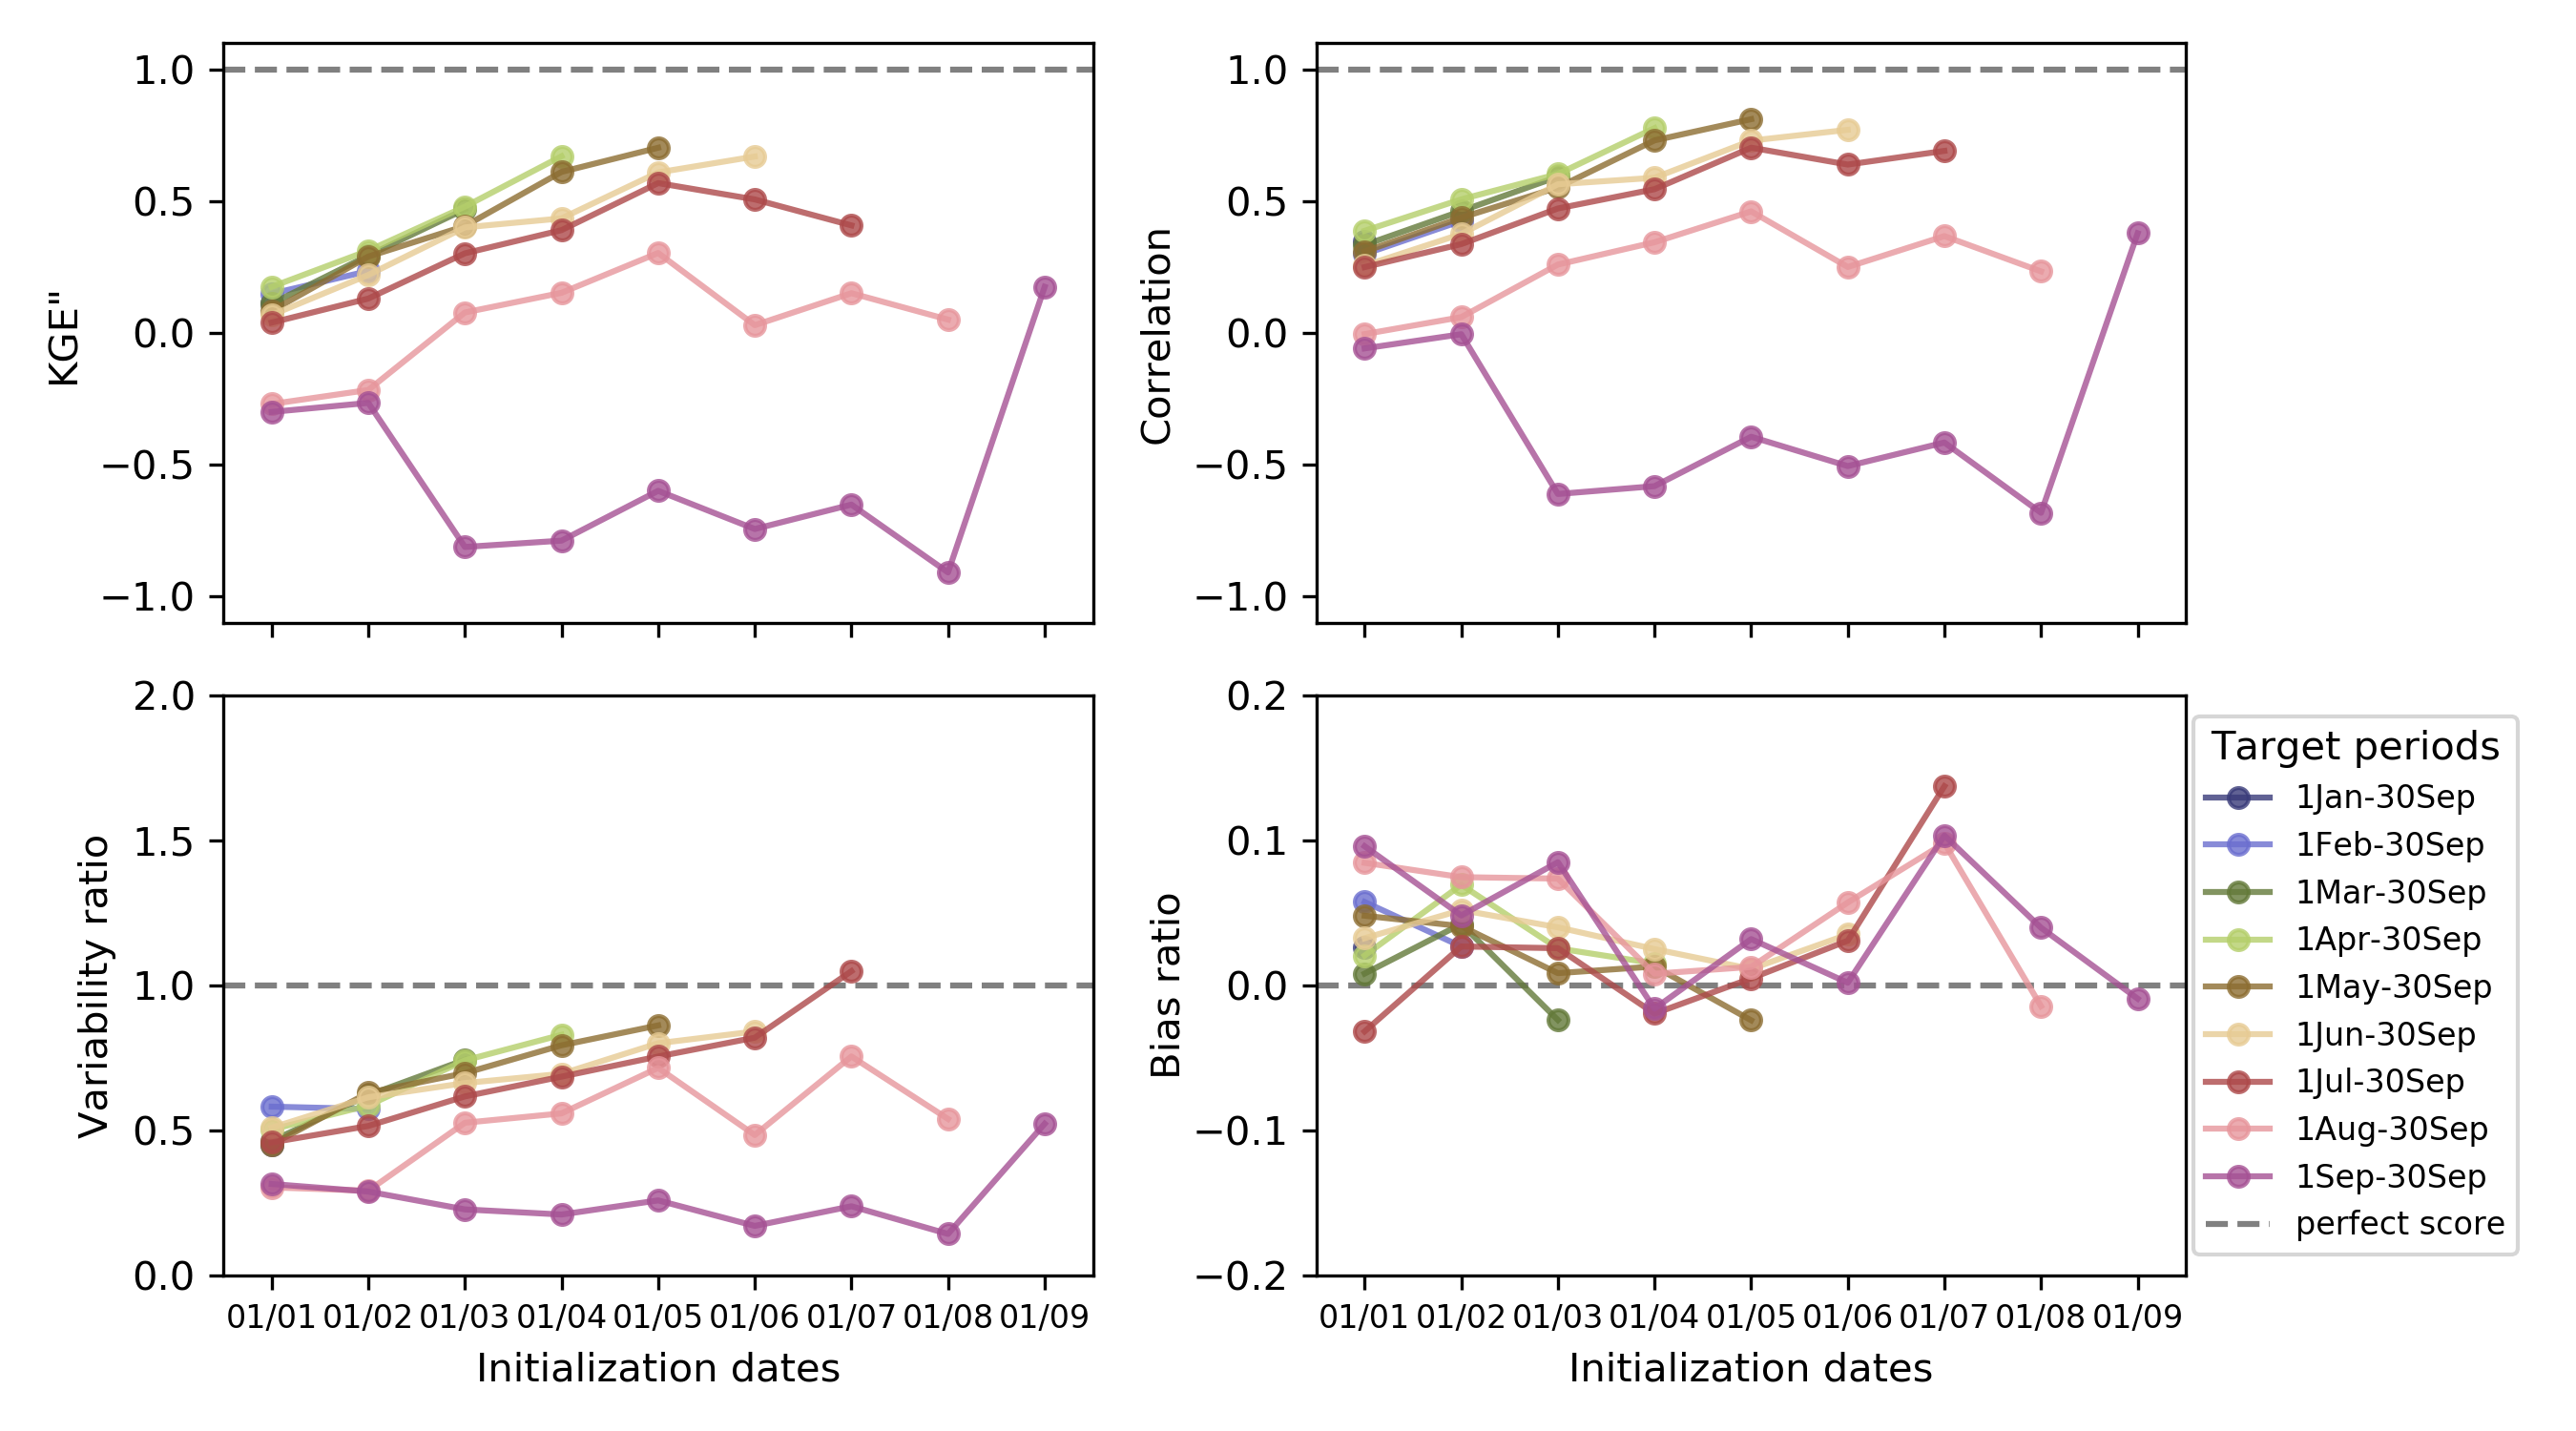 1.0
0.5
0.0
−0.5
−1.0
KGE"
1.0
0.5
0.0
−0.5
−1.0
Correlation
2.0
1.5
1.0
0.5
0.0
Variability ratio
01/01 01/02 01/03 01/04 01/05 01/06 01/07 01/08 01/09
Initialization dates
0.2
0.1
0.0
−0.1
−0.2
Bias ratio
01/01 01/02 01/03 01/04 01/05 01/06 01/07 01/08 01/09
Initialization dates
Target periods
1Jan-30Sep
1Feb-30Sep
1Mar-30Sep
1Apr-30Sep
1May-30Sep
1Jun-30Sep
1Jul-30Sep
1Aug-30Sep
1Sep-30Sep
perfect score